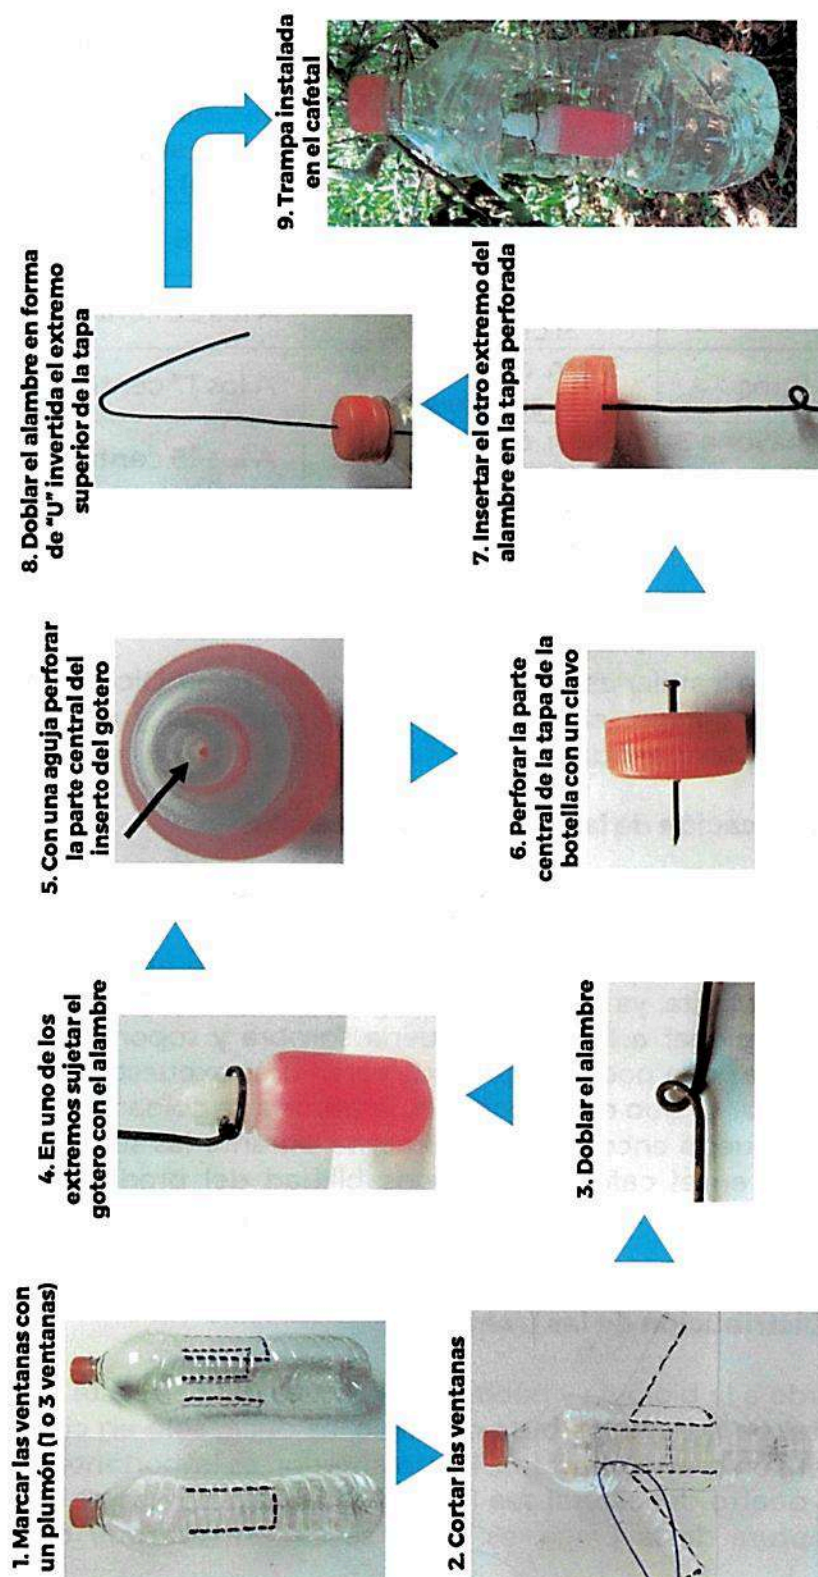 1. Marcar las ventanas con
un plumón (1 o 3 ventanas)
2. Cortar las ventanas
3. Doblar el alambre
4. En uno de los
extremos sujetar el
gotero con el alambre
5. Con una aguja perforar
la parte central del
inserto del gotero
6. Perforar la parte
central de la tapa de la
botella con un clavo
7. Insertar el otro extremo del
alambre en la tapa perforada
8. Doblar el alambre en forma
de "U" invertida el extremo
superior de la tapa
9. Trampa instalada
en el cafetal